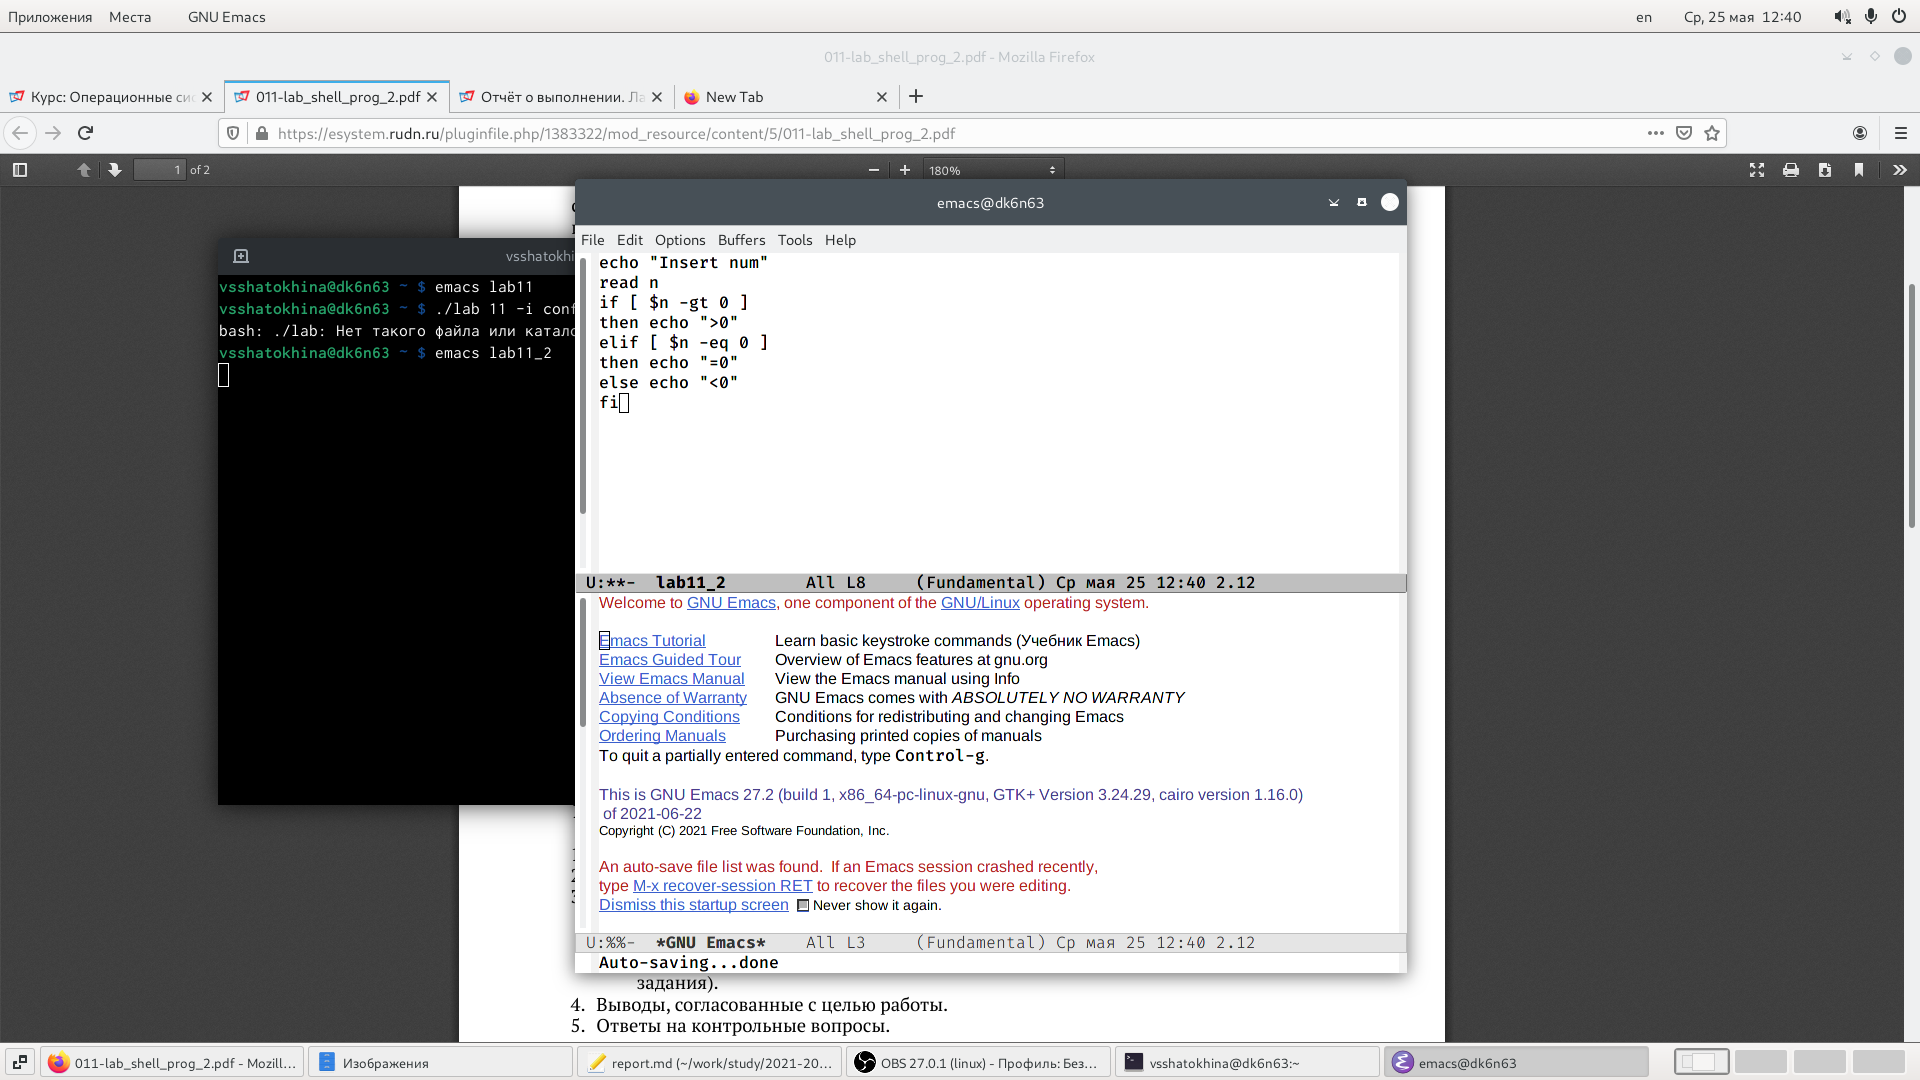 Приложения Места GNU Emacs en Ср, 25 мая 12:40
011-lab_shell_prog_2.pdf - Mozilla Firefox
Курс: Операционные си 011-lab_shell_prog_2.pdf Отчёт о выполнении. Ла New Tab
https://esystem.rudn.ru/pluginfile.php/1383322/mod_resource/content/5/011-lab_shell_prog_2.pdf
1 of 2 180%
emacs@dk6n63
File Edit Options Buffers Tools Help
vsshatokhi
vsshatokhina@dk6n63 ~ $ emacs lab11
vsshatokhina@dk6n63 ~ $ ./lab 11 -i conf
bash: ./lab: Нет такого файла или катало
vsshatokhina@dk6n63 ~ $ emacs lab11_2
echo "Insert num"
read n
if [ $n -gt 0 ]
then echo ">0"
elif [ $n -eq 0 ]
then echo "=0"
else echo "<0"
fi
U:**- lab11_2 All L8 (Fundamental) Ср мая 25 12:40 2.12
Welcome to GNU Emacs, one component of the GNU/Linux operating system.
Emacs Tutorial Learn basic keystroke commands (Учебник Emacs)
Emacs Guided Tour Overview of Emacs features at gnu.org
View Emacs Manual View the Emacs manual using Info
Absence of Warranty GNU Emacs comes with ABSOLUTELY NO WARRANTY
Copying Conditions Conditions for redistributing and changing Emacs
Ordering Manuals Purchasing printed copies of manuals
To quit a partially entered command, type Control-g.
This is GNU Emacs 27.2 (build 1, x86_64-pc-linux-gnu, GTK+ Version 3.24.29, cairo version 1.16.0)
of 2021-06-22
Copyright (C) 2021 Free Software Foundation, Inc.
An auto-save file list was found. If an Emacs session crashed recently,
type M-x recover-session RET to recover the files you were editing.
Dismiss this startup screen Never show it again.
U:%%- *GNU Emacs* All L3 (Fundamental) Ср мая 25 12:40 2.12
Auto-saving...done
задания).
4. Выводы, согласованные с целью работы.
5. Ответы на контрольные вопросы.
011-lab_shell_prog_2.pdf - Mozill... Изображения report.md (~/work/study/2021-20... OBS 27.0.1 (linux) - Профиль: Без... vsshatokhina@dk6n63:~ emacs@dk6n63